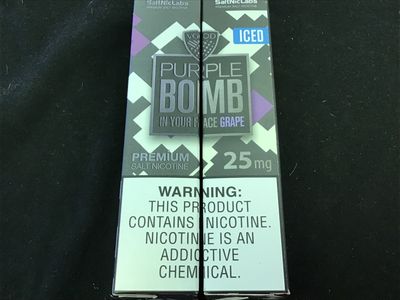 SaltNicLabs SaltNicLabs
VGOD ICED
PURPLE
BOMB
IN YOUR FACE GRAPE
PREMIUM 25mg
SALT NICOTINE
WARNING:
THIS PRODUCT
CONTAINS NICOTINE.
NICOTINE IS AN
ADDICTIVE
CHEMICAL.